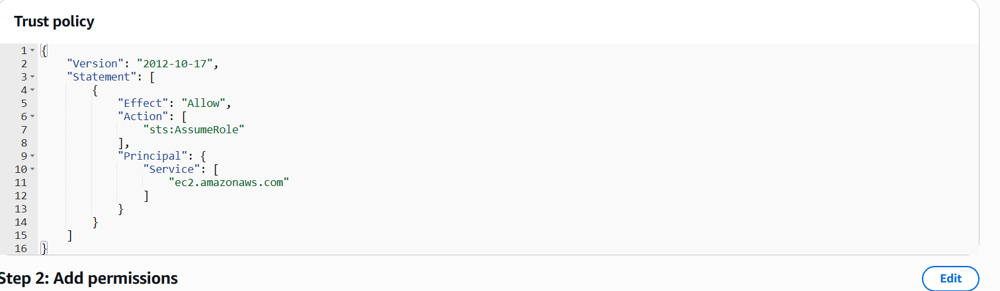 Trust policy
1 {
2 "Version": "2012-10-17",
3 "Statement": [
4 {
5 "Effect": "Allow",
6 "Action": [
7 "sts:AssumeRole"
8 ],
9 "Principal": {
10 "Service": [
11 "ec2.amazonaws.com"
12 ]
13 }
14 }
15 ]
16 }
Step 2: Add permissions
Edit